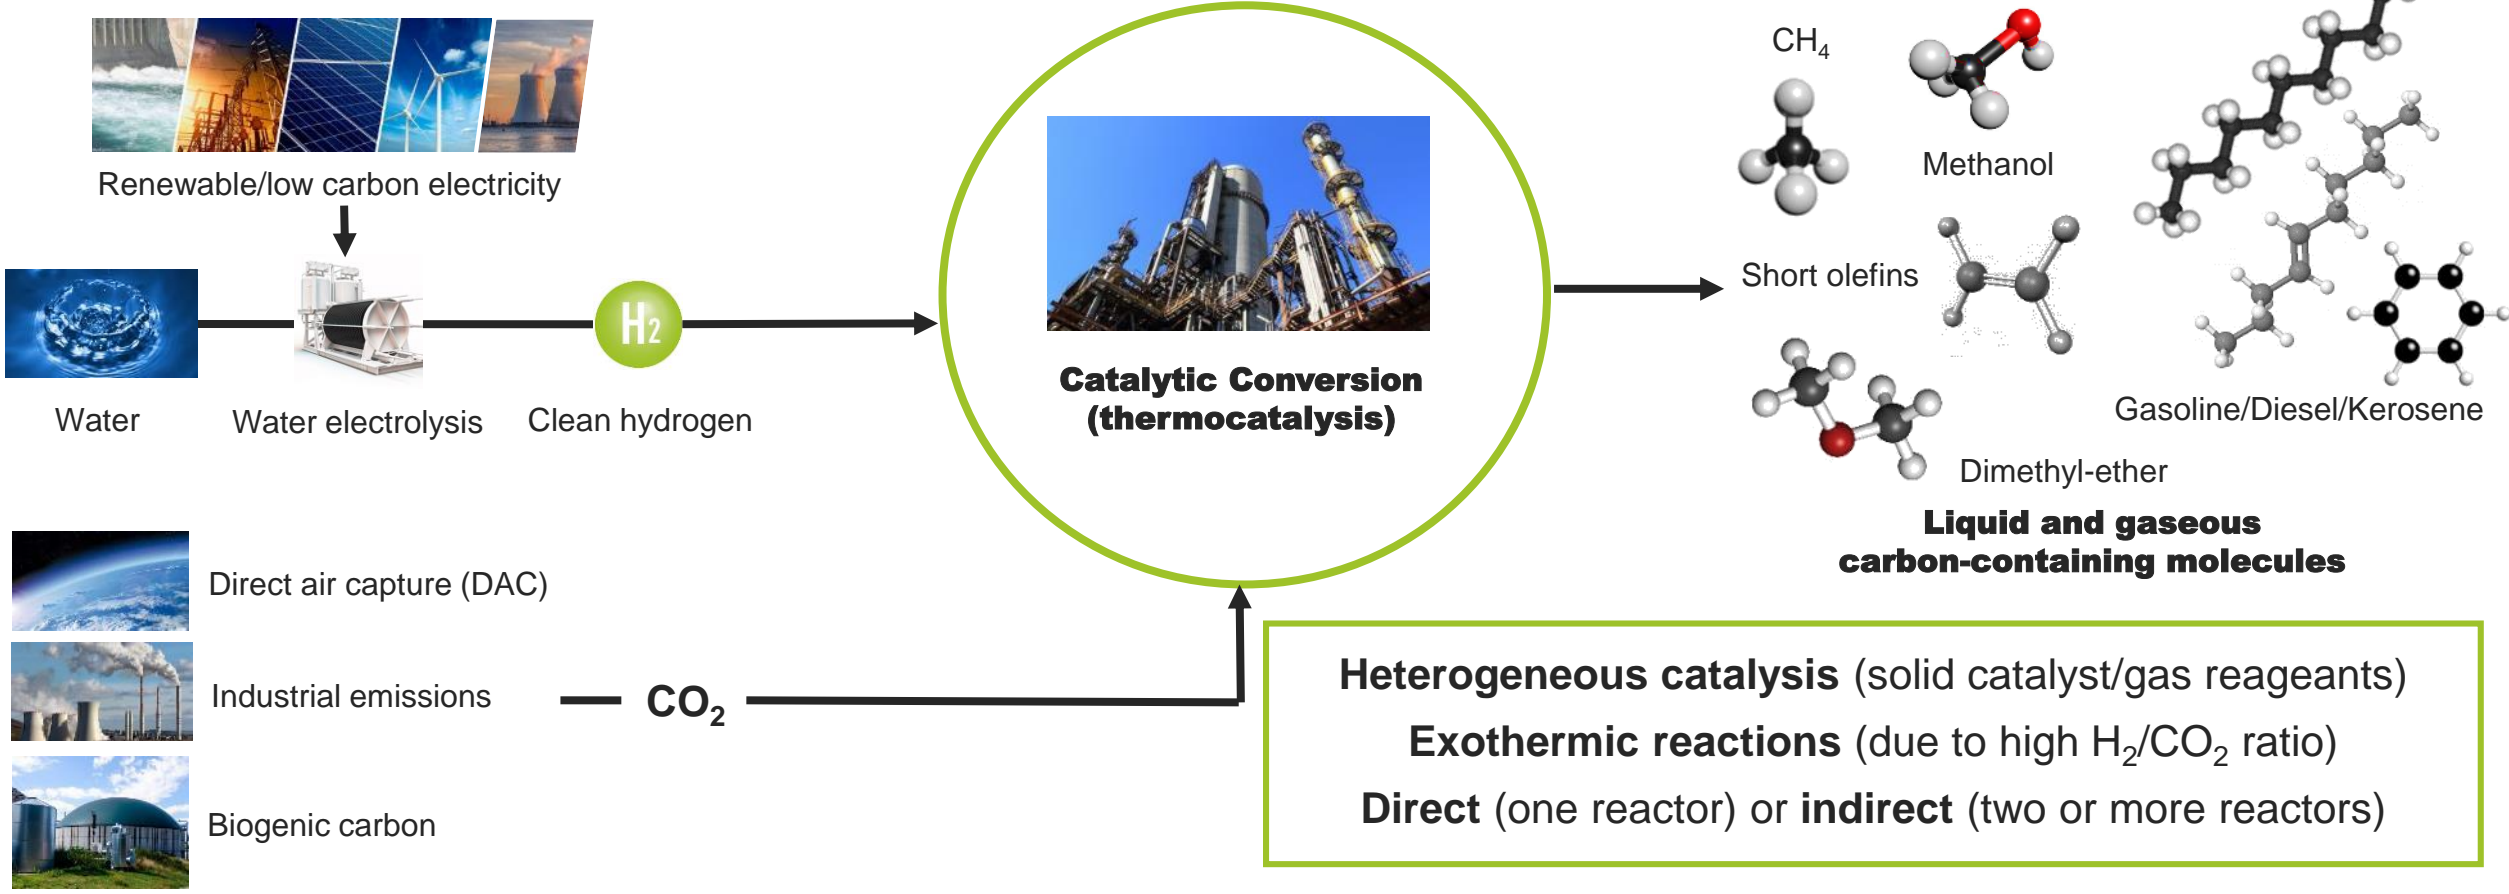 Renewable/low carbon electricity
Water
Water electrolysis
H₂
Clean hydrogen
Catalytic Conversion
(thermocatalysis)
CH₄
Methanol
Short olefins
Gasoline/Diesel/Kerosene
Dimethyl-ether
Liquid and gaseous
carbon-containing molecules
Direct air capture (DAC)
Industrial emissions
CO₂
Biogenic carbon
Heterogeneous catalysis (solid catalyst/gas reageants)
Exothermic reactions (due to high H₂/CO₂ ratio)
Direct (one reactor) or indirect (two or more reactors)